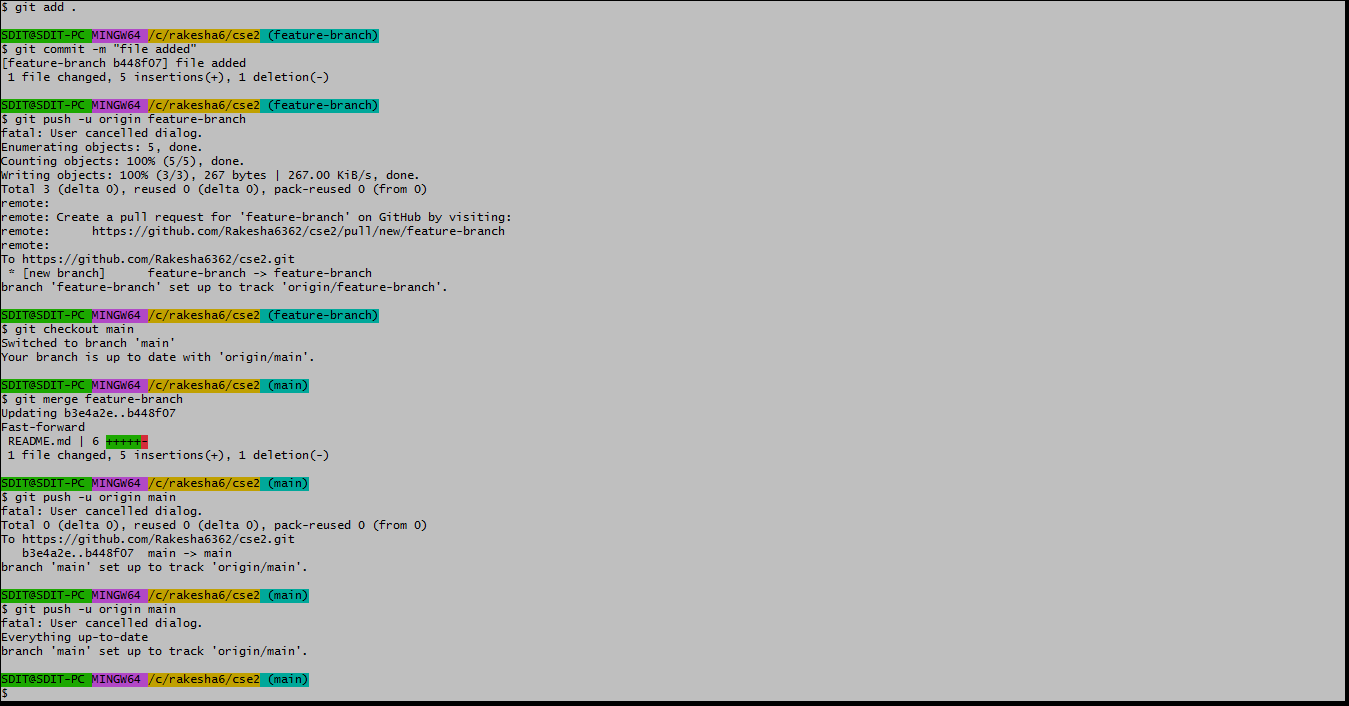 $ git add .
SDIT@SDIT-PC MINGW64 /c/rakesha6/cse2 (feature-branch)
$ git commit -m "file added"
[feature-branch b448f07] file added
 1 file changed, 5 insertions(+), 1 deletion(-)
SDIT@SDIT-PC MINGW64 /c/rakesha6/cse2 (feature-branch)
$ git push -u origin feature-branch
fatal: User cancelled dialog.
Enumerating objects: 5, done.
Counting objects: 100% (5/5), done.
Writing objects: 100% (3/3), 267 bytes | 267.00 KiB/s, done.
Total 3 (delta 0), reused 0 (delta 0), pack-reused 0 (from 0)
remote:
remote: Create a pull request for 'feature-branch' on GitHub by visiting:
remote:      https://github.com/Rakesha6362/cse2/pull/new/feature-branch
remote:
To https://github.com/Rakesha6362/cse2.git
 * [new branch]      feature-branch -> feature-branch
branch 'feature-branch' set up to track 'origin/feature-branch'.
SDIT@SDIT-PC MINGW64 /c/rakesha6/cse2 (feature-branch)
$ git checkout main
Switched to branch 'main'
Your branch is up to date with 'origin/main'.
SDIT@SDIT-PC MINGW64 /c/rakesha6/cse2 (main)
$ git merge feature-branch
Updating b3e4a2e..b448f07
Fast-forward
 README.md | 6 +++++-
 1 file changed, 5 insertions(+), 1 deletion(-)
SDIT@SDIT-PC MINGW64 /c/rakesha6/cse2 (main)
$ git push -u origin main
fatal: User cancelled dialog.
Total 0 (delta 0), reused 0 (delta 0), pack-reused 0 (from 0)
To https://github.com/Rakesha6362/cse2.git
   b3e4a2e..b448f07  main -> main
branch 'main' set up to track 'origin/main'.
SDIT@SDIT-PC MINGW64 /c/rakesha6/cse2 (main)
$ git push -u origin main
fatal: User cancelled dialog.
Everything up-to-date
branch 'main' set up to track 'origin/main'.
SDIT@SDIT-PC MINGW64 /c/rakesha6/cse2 (main)
$